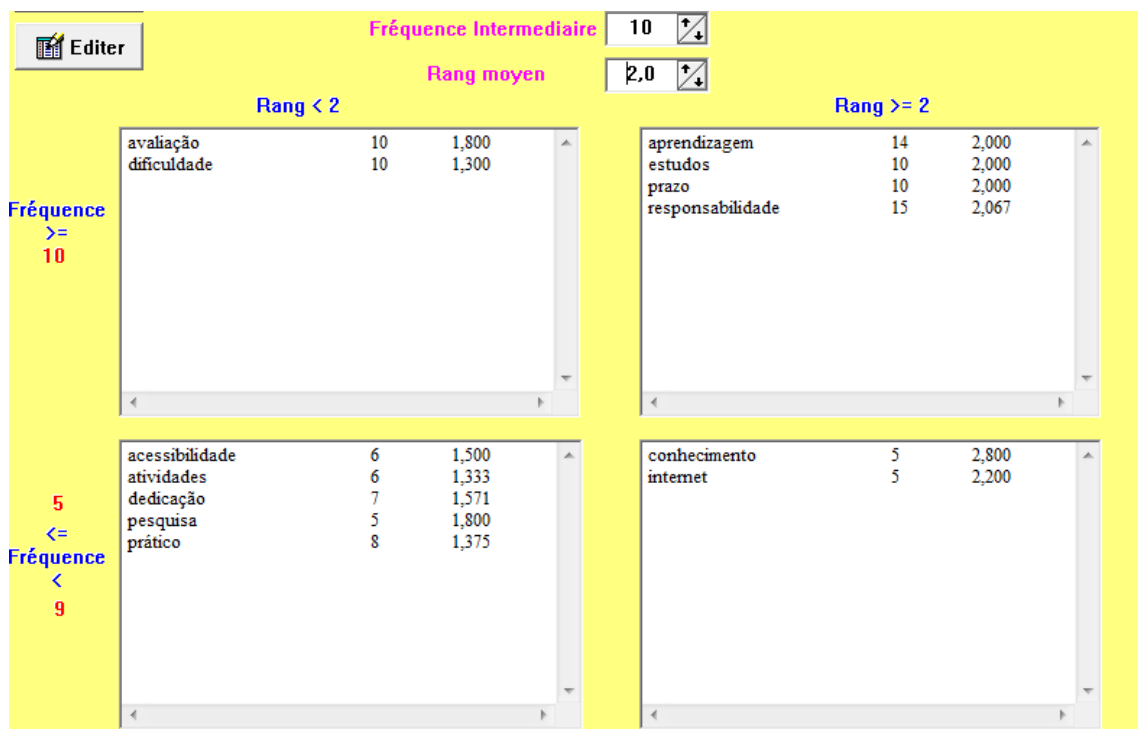 Editer
Fréquence Intermediaire 10
Rang moyen 2,0
Rang < 2
Rang >= 2
Fréquence
>=
10
avaliação 10 1,800
dificuldade 10 1,300
aprendizagem 14 2,000
estudos 10 2,000
prazo 10 2,000
responsabilidade 15 2,067
5
<=
Fréquence
<
9
acessibilidade 6 1,500
atividades 6 1,333
dedicação 7 1,571
pesquisa 5 1,800
prático 8 1,375
conhecimento 5 2,800
internet 5 2,200